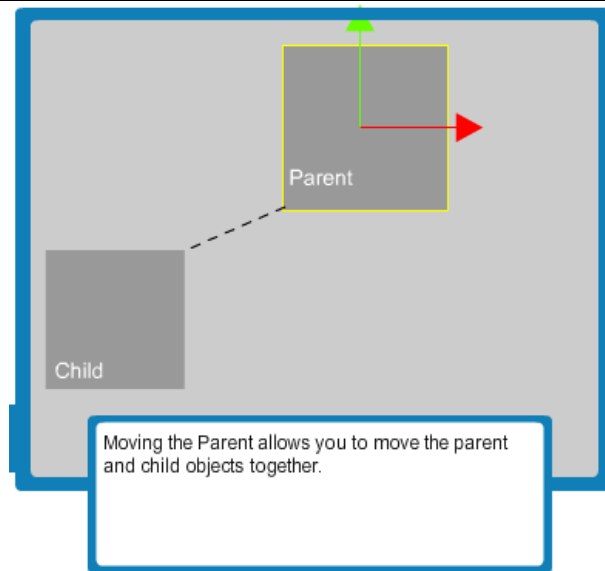 Parent
Child
Moving the Parent allows you to move the parent
and child objects together.